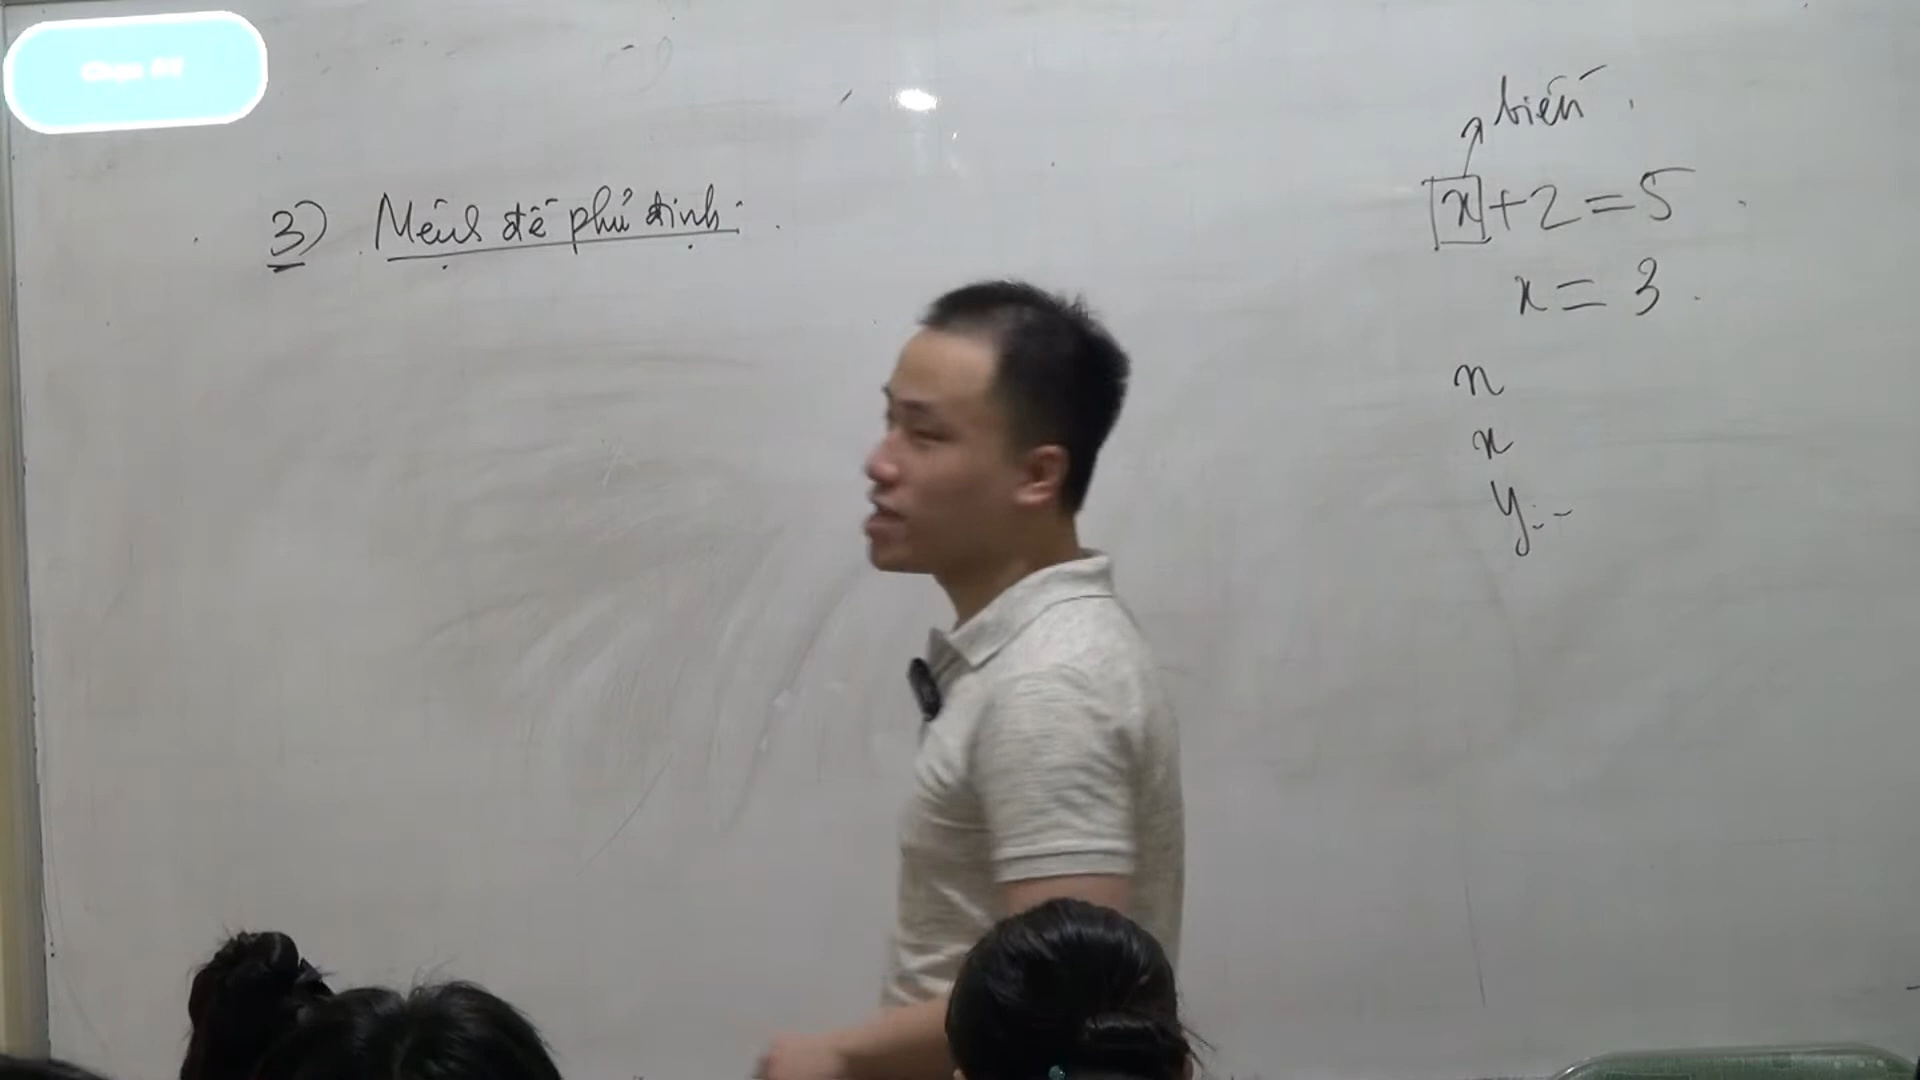 3) Mệnh đề phủ định.
biến
x + 2 = 5
x = 3
n
x
y...